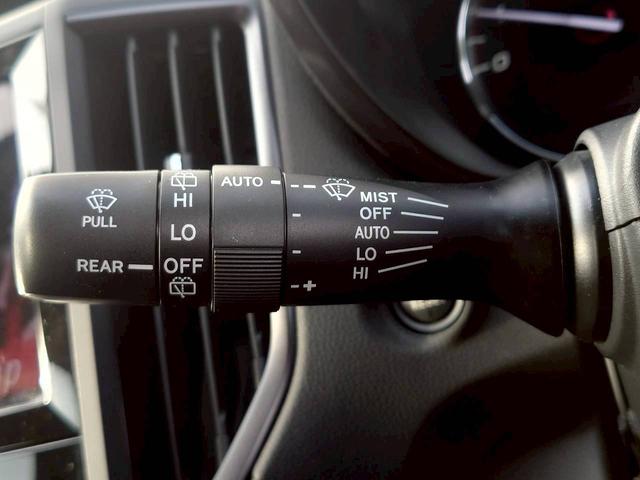 PULL
REAR
HI
LO
OFF
AUTO
- +
MIST
OFF
AUTO
LO
HI